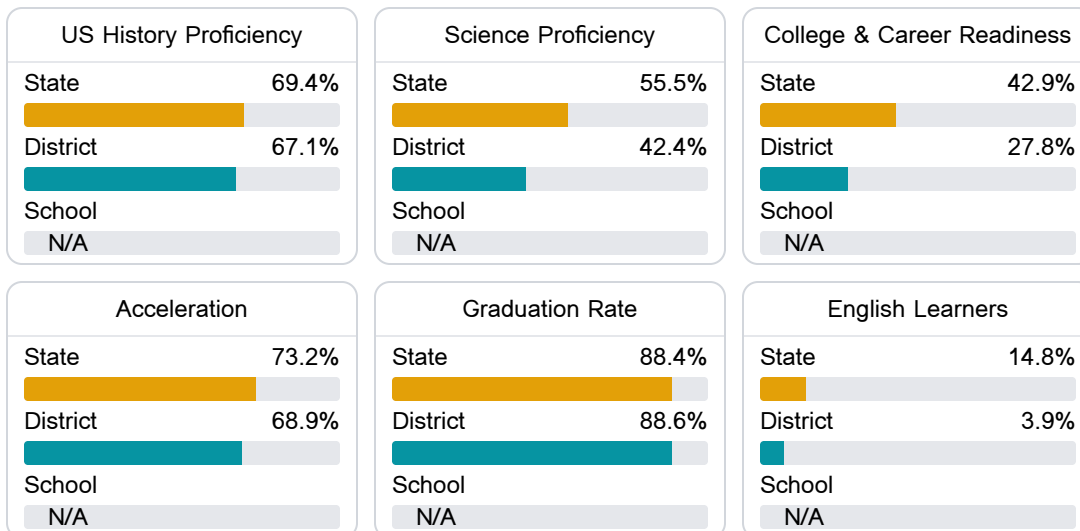 US History Proficiency
State 69.4%
District 67.1%
School
N/A
Science Proficiency
State 55.5%
District 42.4%
School
N/A
College & Career Readiness
State 42.9%
District 27.8%
School
N/A
Acceleration
State 73.2%
District 68.9%
School
N/A
Graduation Rate
State 88.4%
District 88.6%
School
N/A
English Learners
State 14.8%
District 3.9%
School
N/A